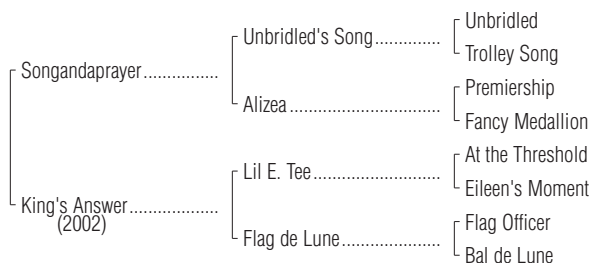 Unbridled
Unbridled's Song...............
Trolley Song
Songandaprayer................
Premiership
Alizea...................................
Fancy Medallion
At the Threshold
Lil E. Tee.............................
Eileen's Moment
King's Answer....................
(2002)
Flag Officer
Flag de Lune......................
Bal de Lune